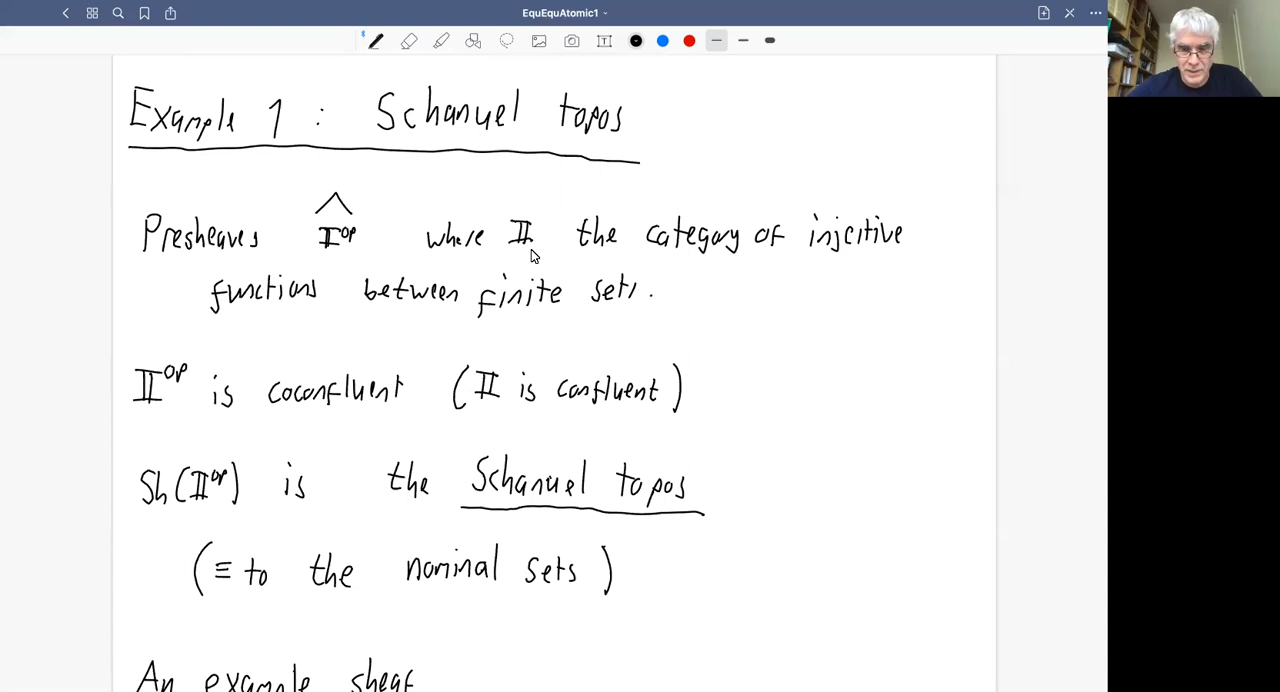 EquEquAtomic1
Example 1 : Schanuel topos
Presheaves 𝕀^op where 𝕀 the category of injcitive
functions between finite sets.
𝕀^op is coconfluent (𝕀 is confluent)
Sh(𝕀^op) is the Schanuel topos
(≡ to the nominal sets)
An example sheaf